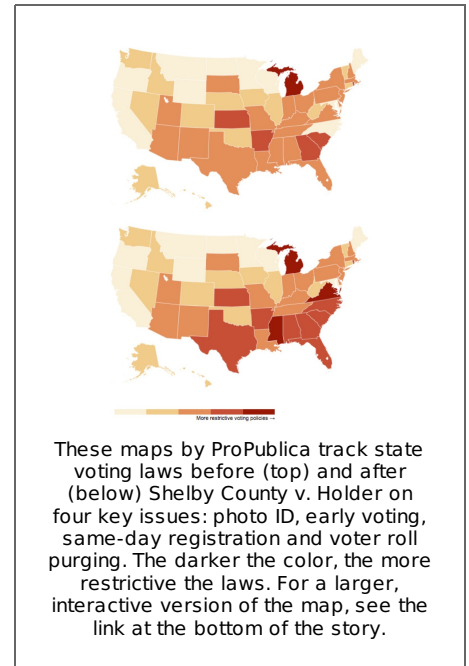 More restrictive voting policies →
These maps by ProPublica track state
voting laws before (top) and after
(below) Shelby County v. Holder on
four key issues: photo ID, early voting,
same-day registration and voter roll
purging. The darker the color, the more
restrictive the laws. For a larger,
interactive version of the map, see the
link at the bottom of the story.